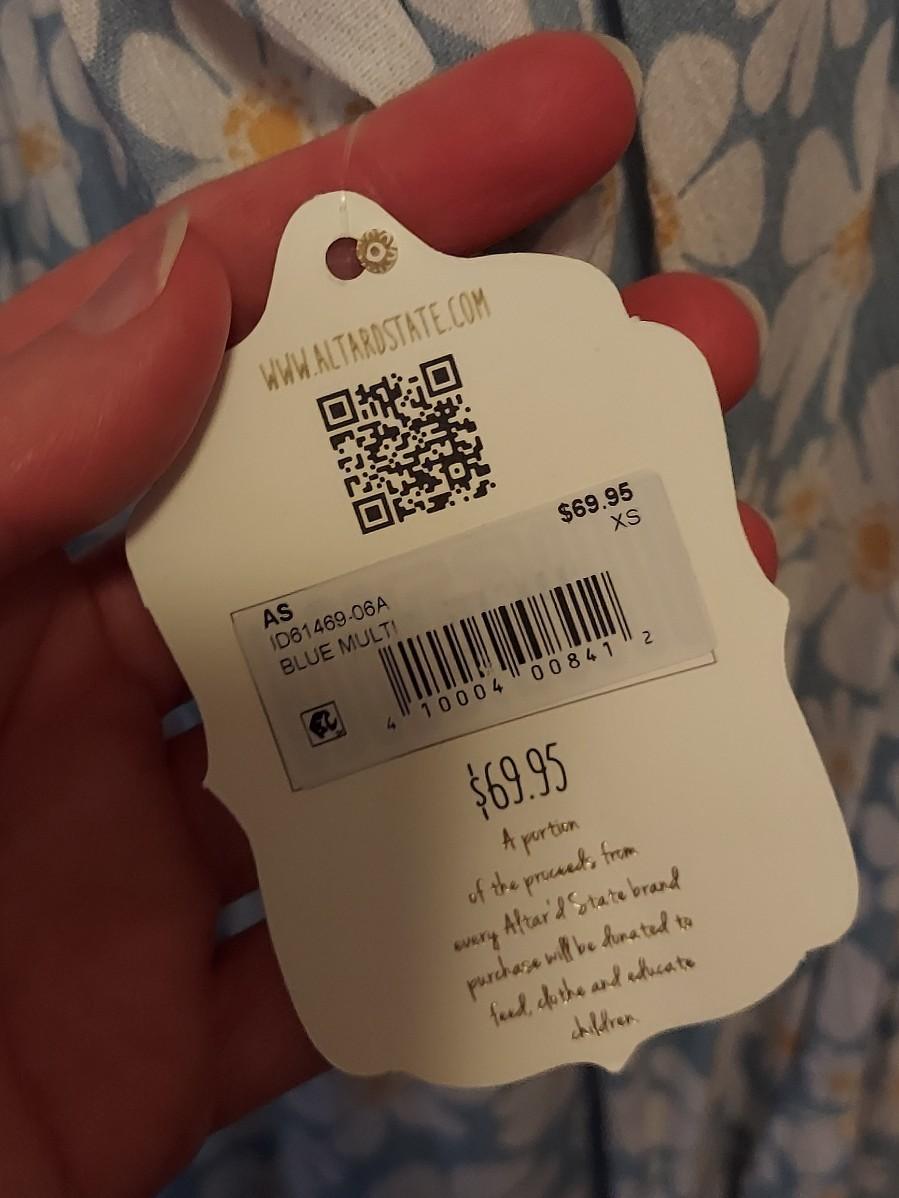 WWW.ALTARDSTATE.COM
$69.95
XS
AS
ID61469-06A
BLUE MULTI
4 10004 00841 2
$69.95
A portion
of the proceeds from
every Altar'd State brand
purchase will be donated to
feed, clothe and educate
children.